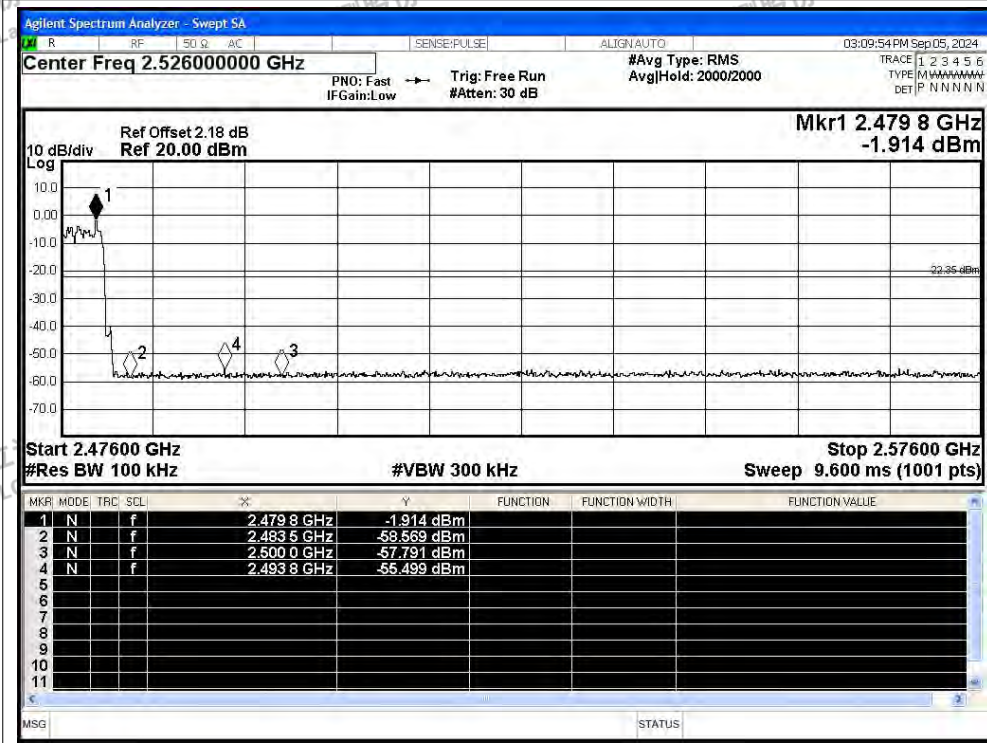 Agilent Spectrum Analyzer - Swept SA
LXI R RF 50 Ω AC SENSE:PULSE ALIGN AUTO 03:09:54 PM Sep 05, 2024
Center Freq 2.526000000 GHz
PNO: Fast
IFGain:Low
Trig: Free Run
#Atten: 30 dB
#Avg Type: RMS
Avg|Hold: 2000/2000
TRACE 1 2 3 4 5 6
TYPE M W W W W W
DET P N N N N N
Mkr1 2.479 8 GHz
-1.914 dBm
Ref Offset 2.18 dB
10 dB/div Ref 20.00 dBm
Log
10.0
0.00
-10.0
-20.0
-30.0
-40.0
-50.0
-60.0
-70.0
1
2
4
3
-22.35 dBm
Start 2.47600 GHz Stop 2.57600 GHz
#Res BW 100 kHz #VBW 300 kHz Sweep 9.600 ms (1001 pts)
MKR MODE TRC SCL X Y FUNCTION FUNCTION WIDTH FUNCTION VALUE
1 N f 2.479 8 GHz -1.914 dBm
2 N f 2.483 5 GHz -58.569 dBm
3 N f 2.500 0 GHz -57.791 dBm
4 N f 2.493 8 GHz -55.499 dBm
5
6
7
8
9
10
11
MSG STATUS